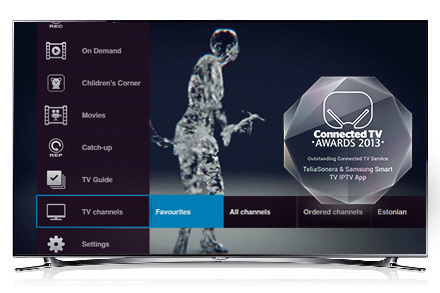 REC
On Demand
Children's Corner
Movies
REP
Catch-up
TV Guide
TV channels
Favourites
All channels
Ordered channels
Estonian
Settings
Connected TV
• AWARDS 2013 •
Outstanding Connected TV Service
TeliaSonera & Samsung Smart
TV IPTV App